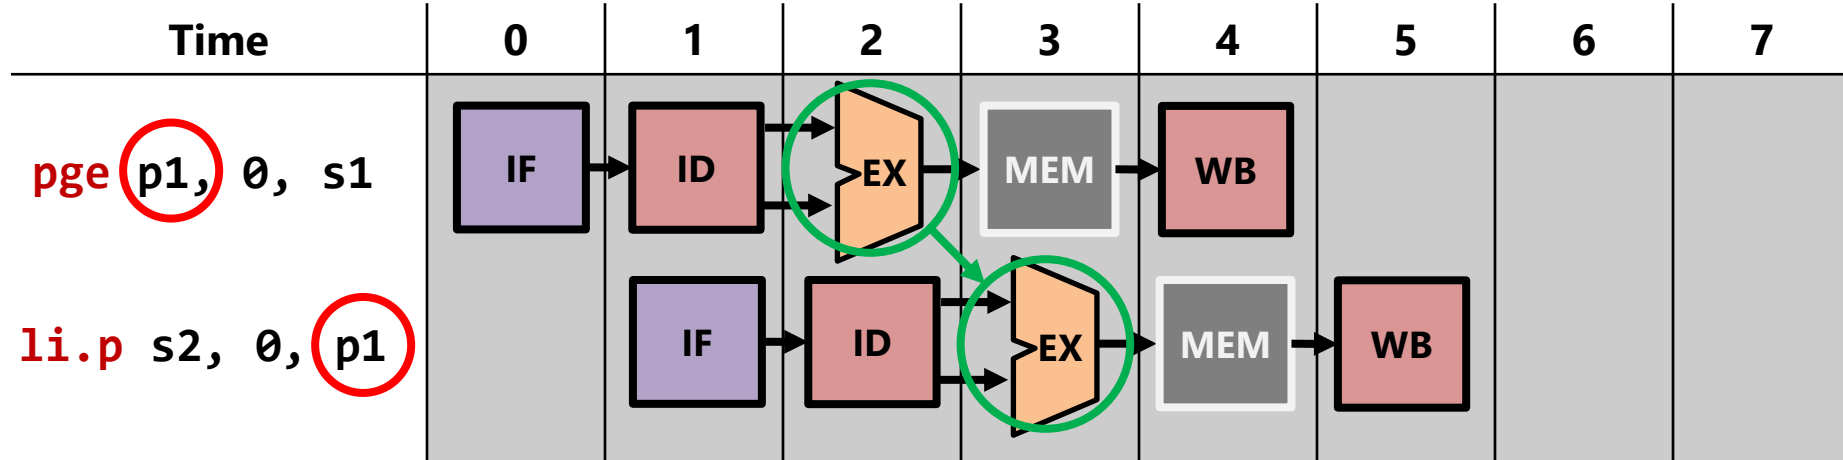 Time 0 1 2 3 4 5 6 7
pge p1, 0, s1 IF ID EX MEM WB
li.p s2, 0, p1 IF ID EX MEM WB